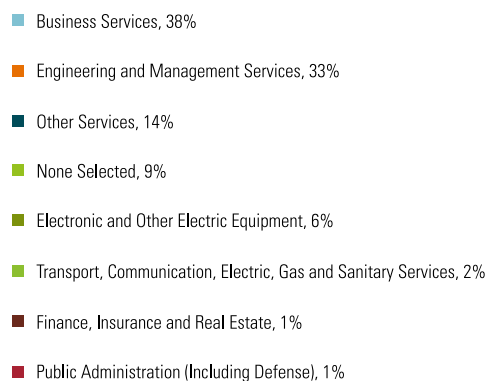 Business Services, 38%
Engineering and Management Services, 33%
Other Services, 14%
None Selected, 9%
Electronic and Other Electric Equipment, 6%
Transport, Communication, Electric, Gas and Sanitary Services, 2%
Finance, Insurance and Real Estate, 1%
Public Administration (Including Defense), 1%